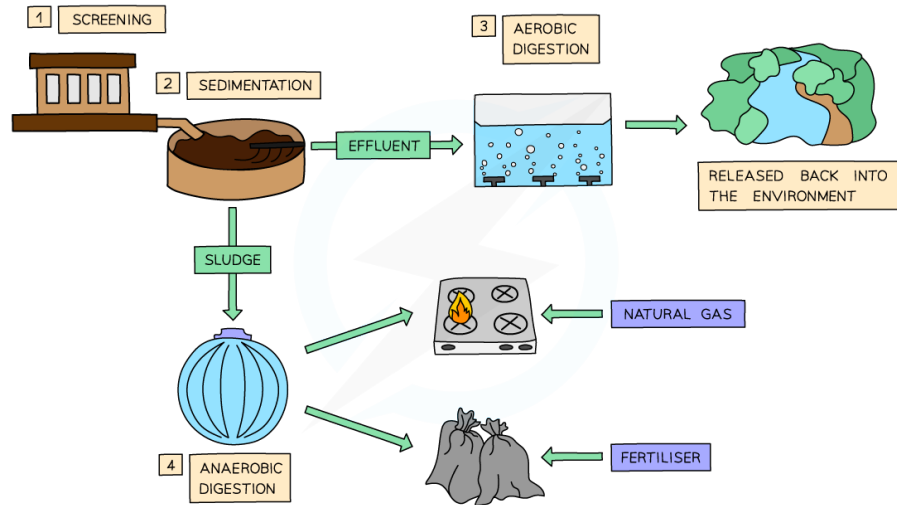 1 SCREENING
2 SEDIMENTATION
3 AEROBIC
DIGESTION
EFFLUENT
RELEASED BACK INTO
THE ENVIRONMENT
SLUDGE
NATURAL GAS
4 ANAEROBIC
DIGESTION
FERTILISER